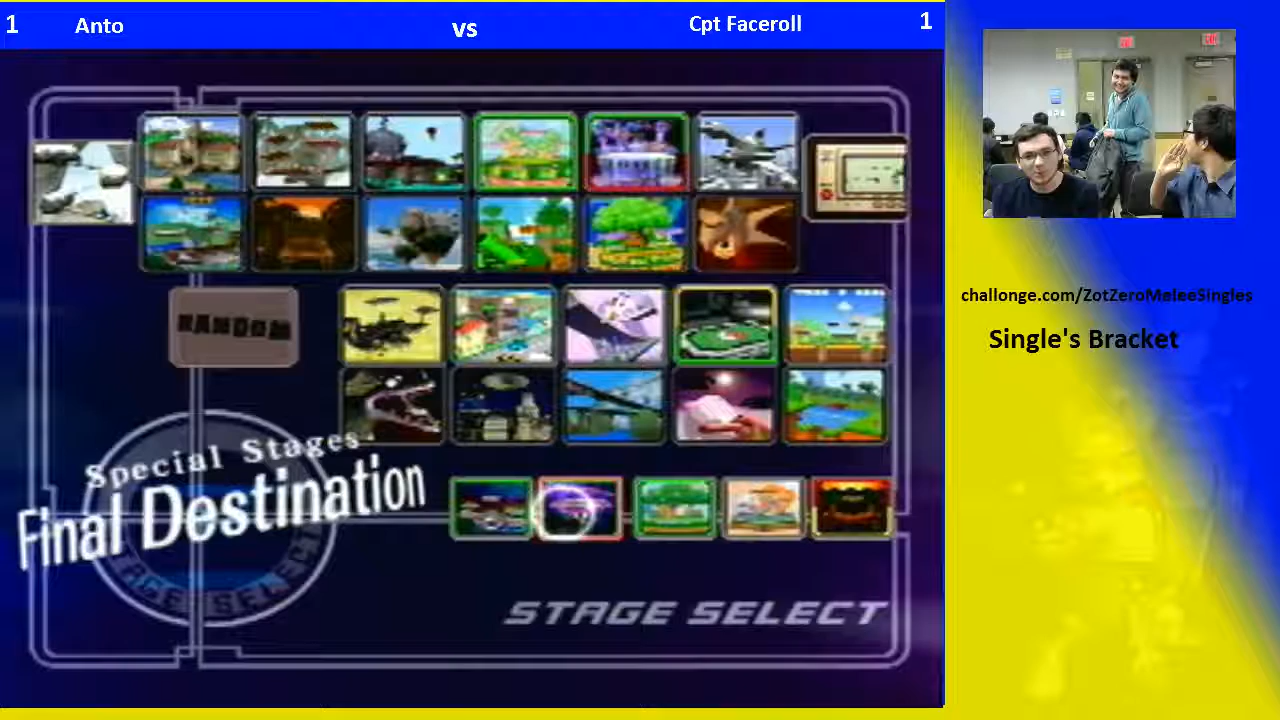 1 Anto vs Cpt Faceroll 1
challonge.com/ZotZeroMeleeSingles
Single's Bracket
RANDOM
Special Stages
Final Destination
STAGE SELECT